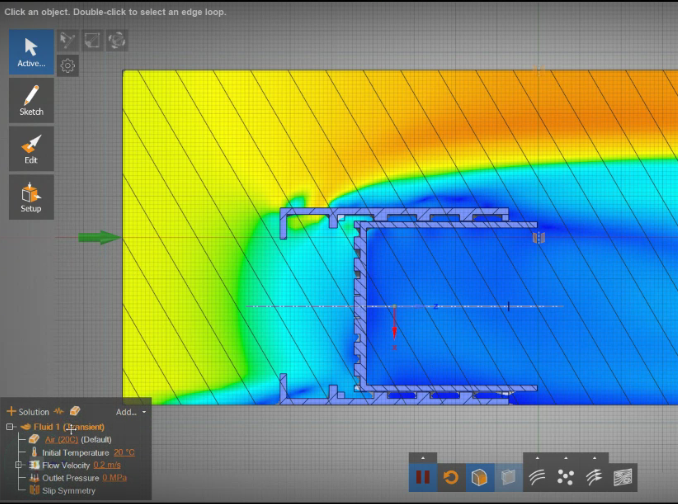 Click an object. Double-click to select an edge loop.
Active...
Sketch
Edit
Setup
Solution
Add...
Fluid 1 (Transient)
Air (20C) (Default)
Initial Temperature 20 °C
Flow Velocity 0.2 m/s
Outlet Pressure 0 MPa
Slip Symmetry